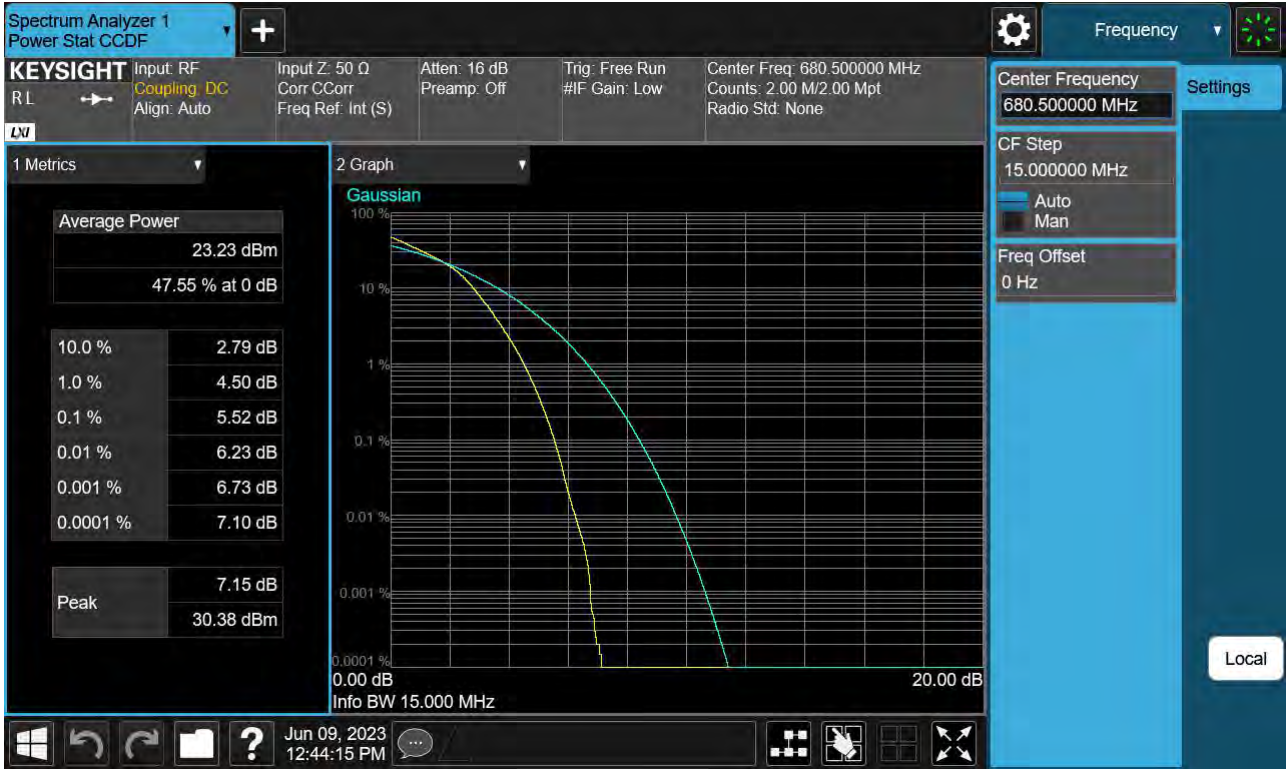 Spectrum Analyzer 1
Power Stat CCDF
Frequency
KEYSIGHT
R L
LXI
Input: RF
Coupling: DC
Align: Auto
Input Z: 50 Ω
Corr CCorr
Freq Ref: Int (S)
Atten: 16 dB
Preamp: Off
Trig: Free Run
#IF Gain: Low
Center Freq: 680.500000 MHz
Counts: 2.00 M/2.00 Mpt
Radio Std: None
1 Metrics
Average Power
23.23 dBm
47.55 % at 0 dB
10.0 % 2.79 dB
1.0 % 4.50 dB
0.1 % 5.52 dB
0.01 % 6.23 dB
0.001 % 6.73 dB
0.0001 % 7.10 dB
Peak
7.15 dB
30.38 dBm
2 Graph
Gaussian
100 %
10 %
1 %
0.1 %
0.01 %
0.001 %
0.0001 %
0.00 dB 20.00 dB
Info BW 15.000 MHz
Center Frequency
680.500000 MHz
Settings
CF Step
15.000000 MHz
Auto
Man
Freq Offset
0 Hz
Local
?
Jun 09, 2023
12:44:15 PM